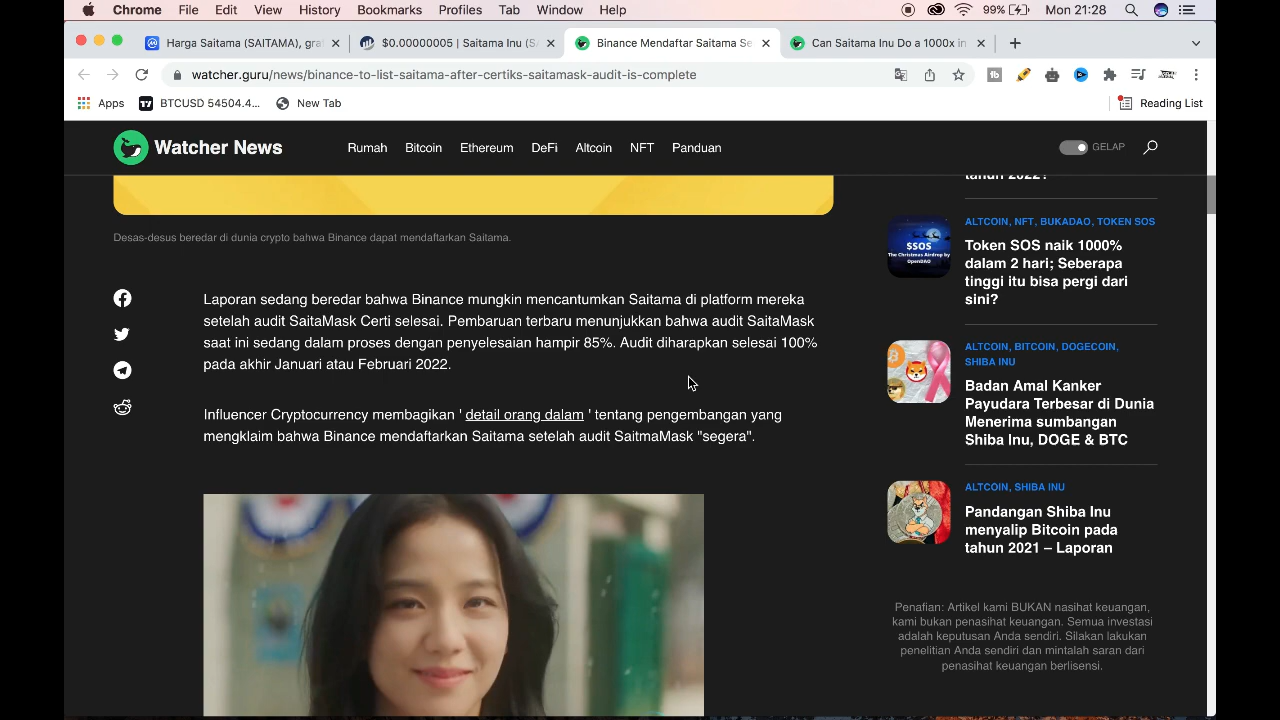 Chrome File Edit View History Bookmarks Profiles Tab Window Help 99% Mon 21:28
Harga Saitama (SAITAMA), gra
$0.00000005 | Saitama Inu (S
Binance Mendaftar Saitama Se
Can Saitama Inu Do a 1000x in
watcher.guru/news/binance-to-list-saitama-after-certiks-saitamask-audit-is-complete
Apps BTCUSD 54504.4... New Tab Reading List
Watcher News Rumah Bitcoin Ethereum DeFi Altcoin NFT Panduan GELAP
Desas-desus beredar di dunia crypto bahwa Binance dapat mendaftarkan Saitama.
Laporan sedang beredar bahwa Binance mungkin mencantumkan Saitama di platform mereka
setelah audit SaitaMask Certi selesai. Pembaruan terbaru menunjukkan bahwa audit SaitaMask
saat ini sedang dalam proses dengan penyelesaian hampir 85%. Audit diharapkan selesai 100%
pada akhir Januari atau Februari 2022.
Influencer Cryptocurrency membagikan ' detail orang dalam ' tentang pengembangan yang
mengklaim bahwa Binance mendaftarkan Saitama setelah audit SaitmaMask "segera".
tahun 2022?
ALTCOIN, NFT, BUKADAO, TOKEN SOS
$SOS
The Christmas Airdrop by
OpenDAO
Token SOS naik 1000%
dalam 2 hari; Seberapa
tinggi itu bisa pergi dari
sini?
ALTCOIN, BITCOIN, DOGECOIN,
SHIBA INU
Badan Amal Kanker
Payudara Terbesar di Dunia
Menerima sumbangan
Shiba Inu, DOGE & BTC
ALTCOIN, SHIBA INU
Pandangan Shiba Inu
menyalip Bitcoin pada
tahun 2021 – Laporan
Penafian: Artikel kami BUKAN nasihat keuangan,
kami bukan penasihat keuangan. Semua investasi
adalah keputusan Anda sendiri. Silakan lakukan
penelitian Anda sendiri dan mintalah saran dari
penasihat keuangan berlisensi.